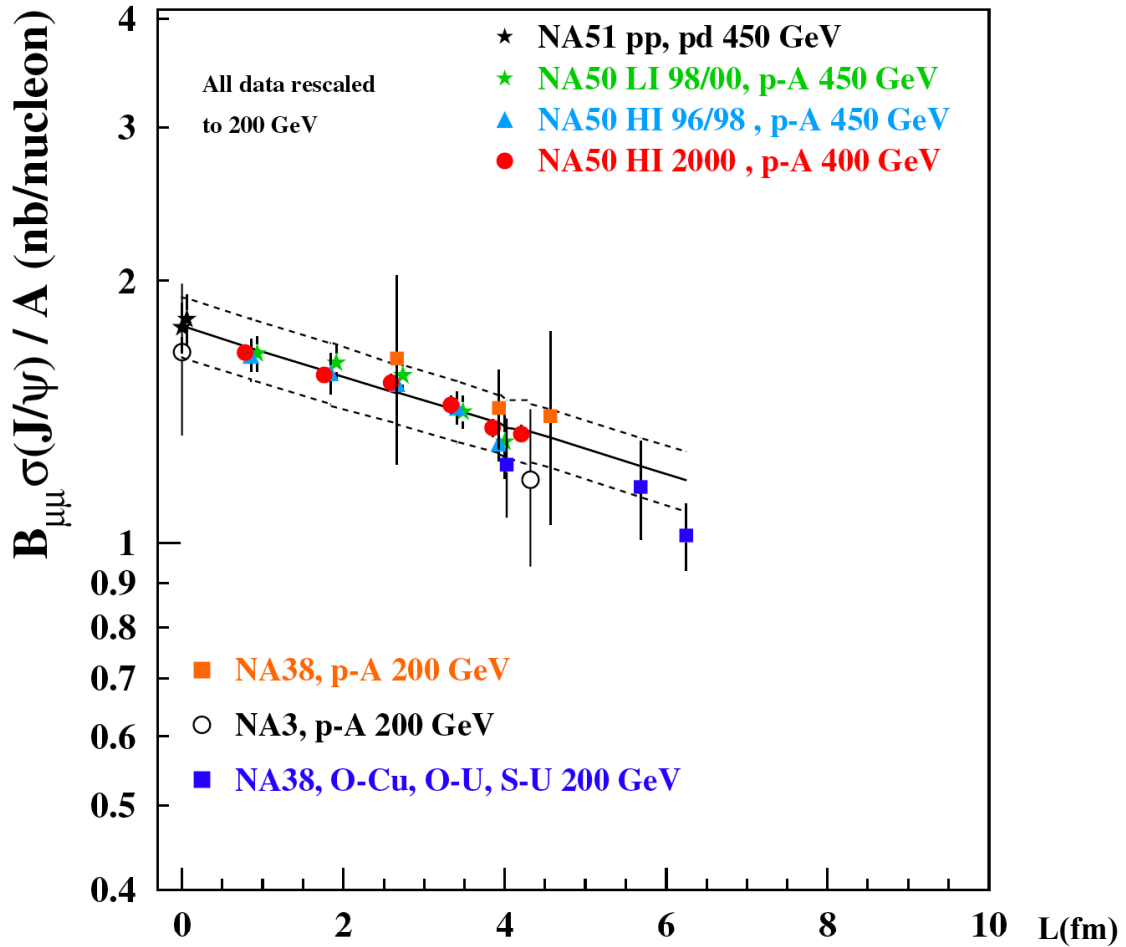 4
3
2
1
0.9
0.8
0.7
0.6
0.5
0.4
B_μμ σ(J/ψ) / A (nb/nucleon)
All data rescaled
to 200 GeV
NA51 pp, pd 450 GeV
NA50 LI 98/00, p-A 450 GeV
NA50 HI 96/98 , p-A 450 GeV
NA50 HI 2000 , p-A 400 GeV
NA38, p-A 200 GeV
NA3, p-A 200 GeV
NA38, O-Cu, O-U, S-U 200 GeV
0 2 4 6 8 10
L(fm)